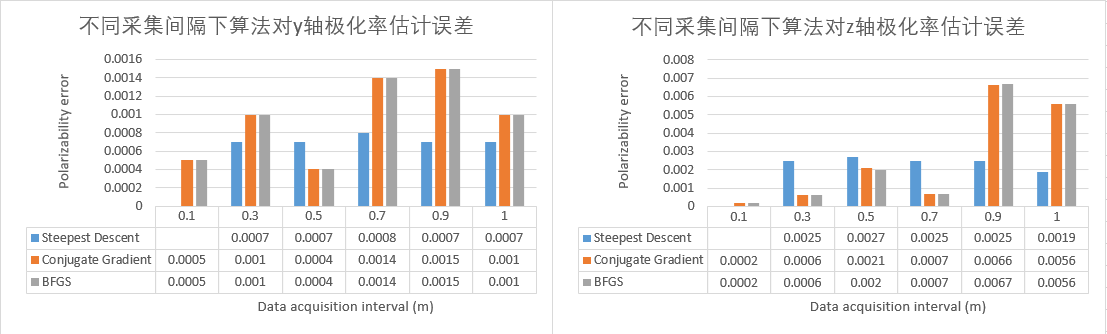 不同采集间隔下算法对y轴极化率估计误差
Polarizability error
0.0016
0.0014
0.0012
0.001
0.0008
0.0006
0.0004
0.0002
0
0.1 0.3 0.5 0.7 0.9 1
Steepest Descent 0.0007 0.0007 0.0008 0.0007 0.0007
Conjugate Gradient 0.0005 0.001 0.0004 0.0014 0.0015 0.001
BFGS 0.0005 0.001 0.0004 0.0014 0.0015 0.001
Data acquisition interval (m)
不同采集间隔下算法对z轴极化率估计误差
Polarizability error
0.008
0.007
0.006
0.005
0.004
0.003
0.002
0.001
0
0.1 0.3 0.5 0.7 0.9 1
Steepest Descent 0.0025 0.0027 0.0025 0.0025 0.0019
Conjugate Gradient 0.0002 0.0006 0.0021 0.0007 0.0066 0.0056
BFGS 0.0002 0.0006 0.002 0.0007 0.0067 0.0056
Data acquisition interval (m)